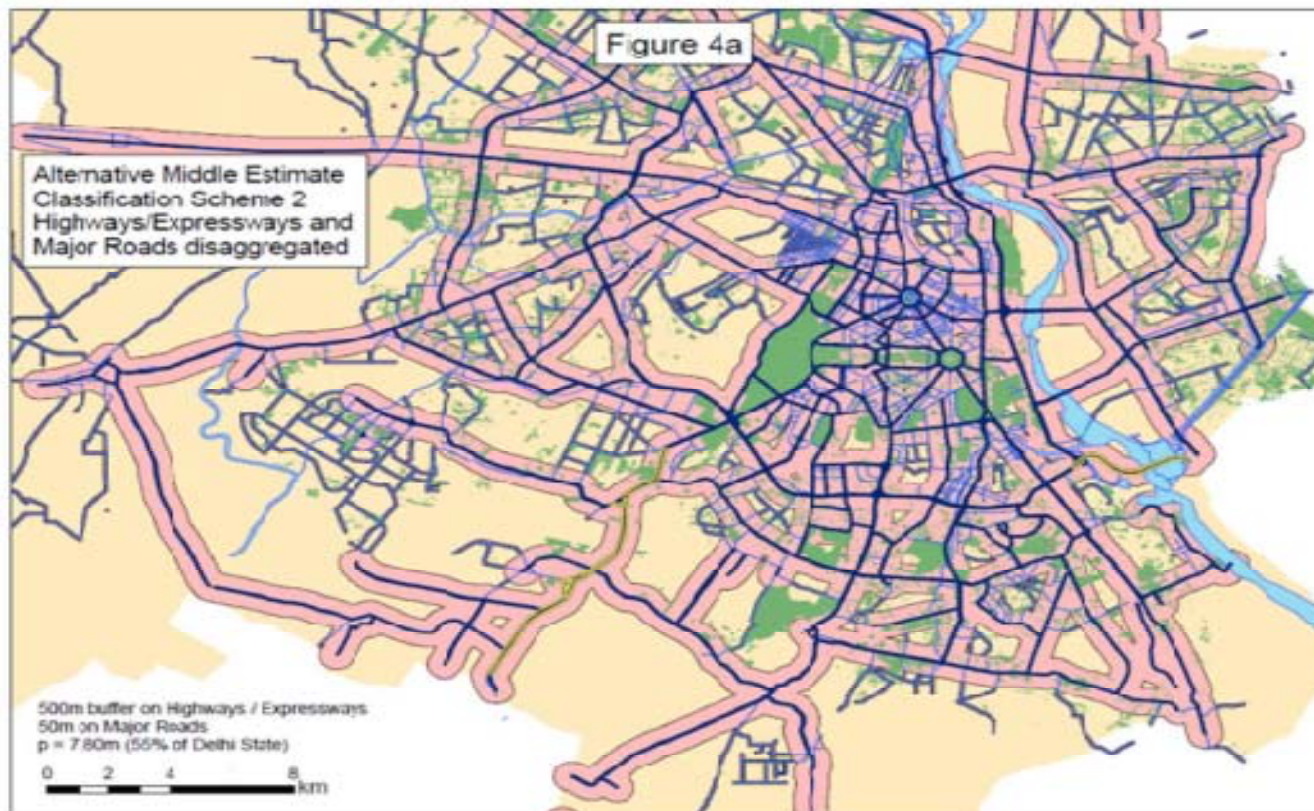 Figure 4a
Alternative Middle Estimate
Classification Scheme 2
Highways/Expressways and
Major Roads disaggregated
500m buffer on Highways / Expressways
50m on Major Roads
p = 7.80m (55% of Delhi State)
0 2 4 8
km